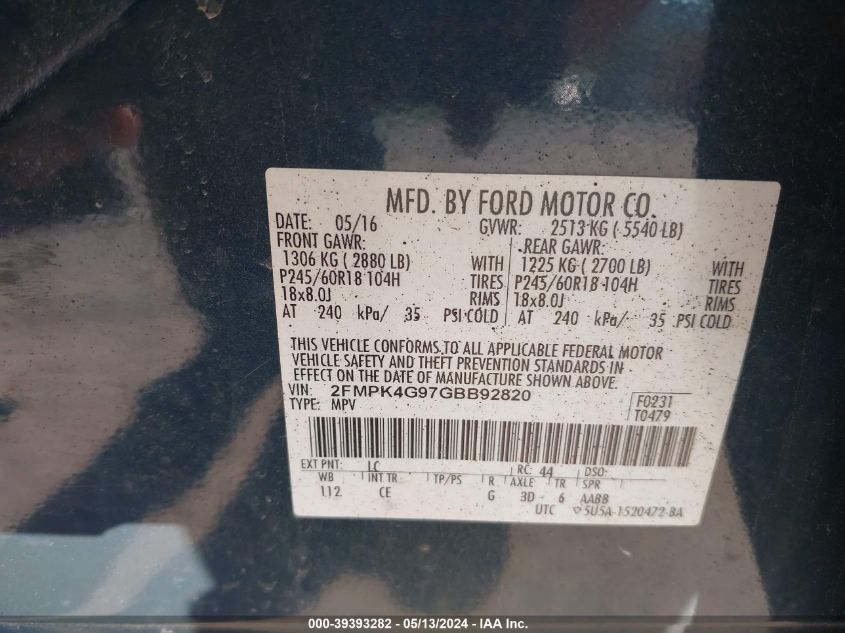 MFD. BY FORD MOTOR CO.
DATE: 05/16 GVWR: 2513 KG ( 5540 LB)
FRONT GAWR: REAR GAWR:
1306 KG ( 2880 LB) WITH 1225 KG ( 2700 LB) WITH
P245/60R18 104H TIRES P245/60R18 104H TIRES
18x8.0J RIMS 18x8.0J RIMS
AT 240 kPa/ 35 PSI COLD AT 240 kPa/ 35 PSI COLD
THIS VEHICLE CONFORMS TO ALL APPLICABLE FEDERAL MOTOR
VEHICLE SAFETY AND THEFT PREVENTION STANDARDS IN
EFFECT ON THE DATE OF MANUFACTURE SHOWN ABOVE.
VIN: 2FMPK4G97GBB92820 F0231
TYPE: MPV T0479
EXT PNT: LC RC: 44 DSO:
WB INT TR TP/PS R AXLE TR SPR
112 CE G 3D 6 AABB
UTC 5U5A-1520472-BA
000-39393282 - 05/13/2024 - IAA Inc.